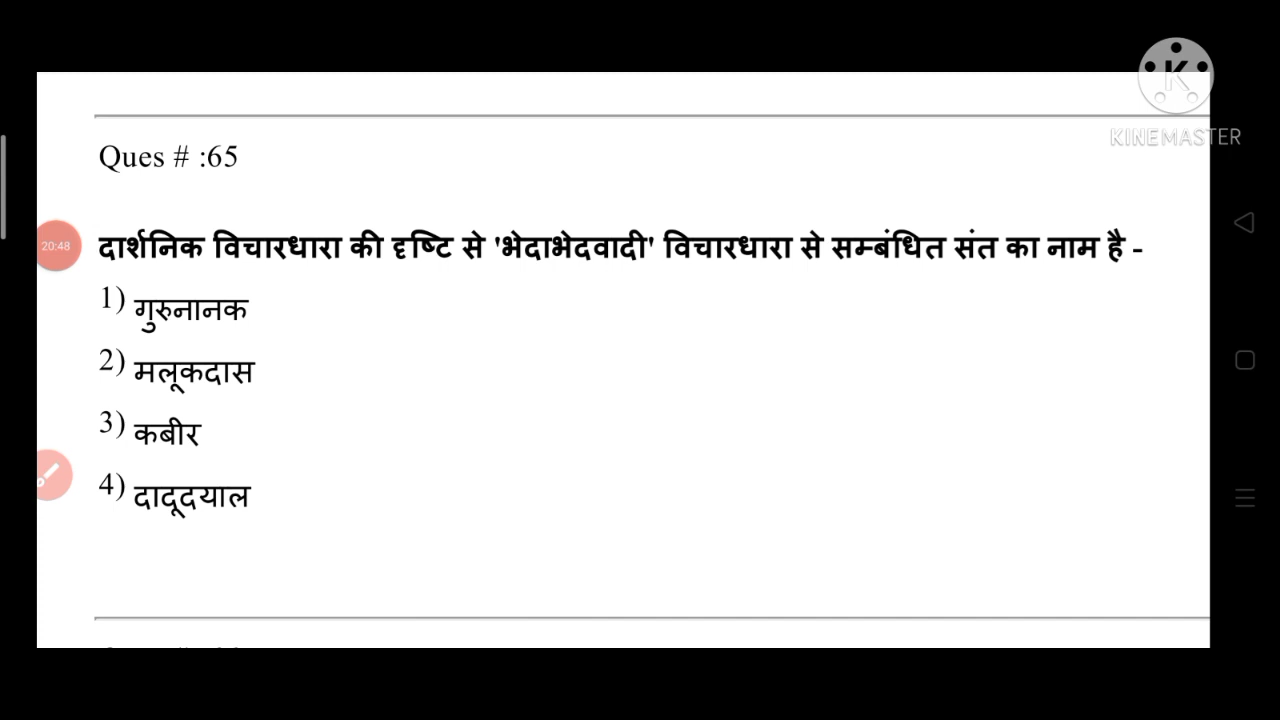 KINEMASTER
Ques # :65
20:48
दार्शनिक विचारधारा की दृष्टि से 'भेदाभेदवादी' विचारधारा से सम्बंधित संत का नाम है -
1) गुरुनानक
2) मलूकदास
3) कबीर
4) दादूदयाल